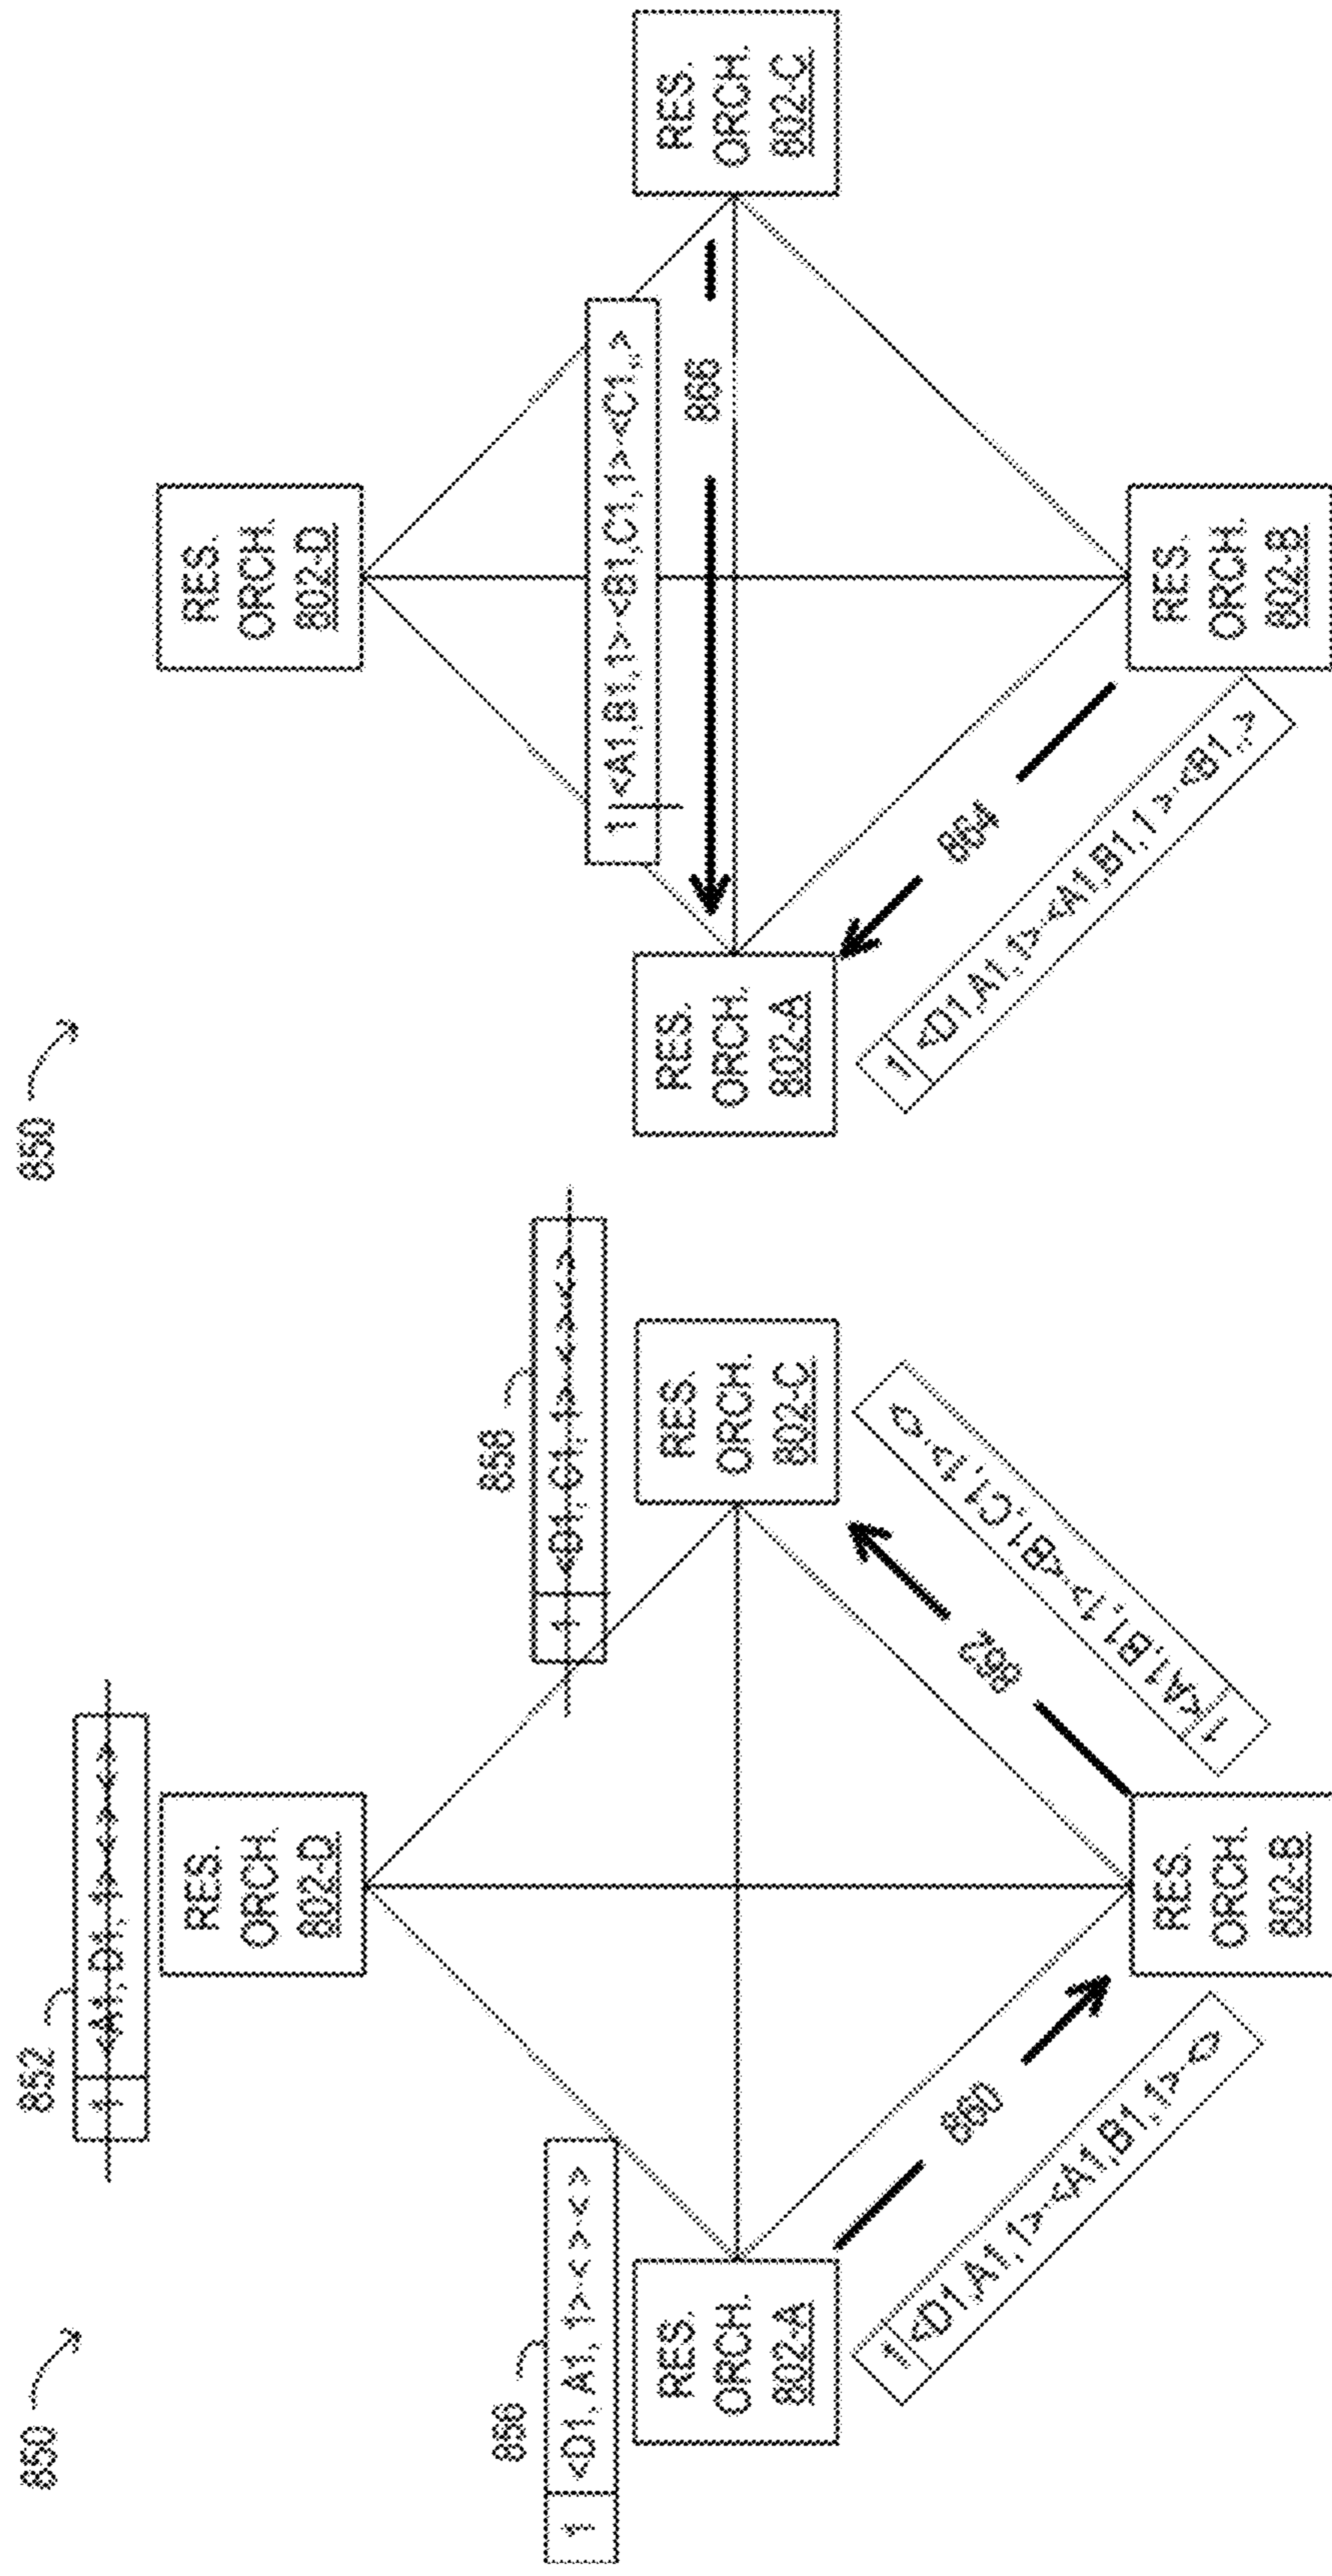 850
852
1 <A1, D1, 1> < > < >
RES.
ORCH.
802-D
856
1 <D1, A1, 1> < > < >
858
1 <D1, C1, 1> < > < >
RES.
ORCH.
802-A
RES.
ORCH.
802-C
860
1 <D1,A1,1> <A1,B1,1> <>
862
1 <A1,B1,1> <B1,C1,1> <>
RES.
ORCH.
802-B
850
RES.
ORCH.
802-D
1 <A1,B1,1> <B1,C1,1> <C1,,>
866
RES.
ORCH.
802-A
RES.
ORCH.
802-C
864
1 <D1,A1,1> <A1,B1,1> <B1,,>
RES.
ORCH.
802-B